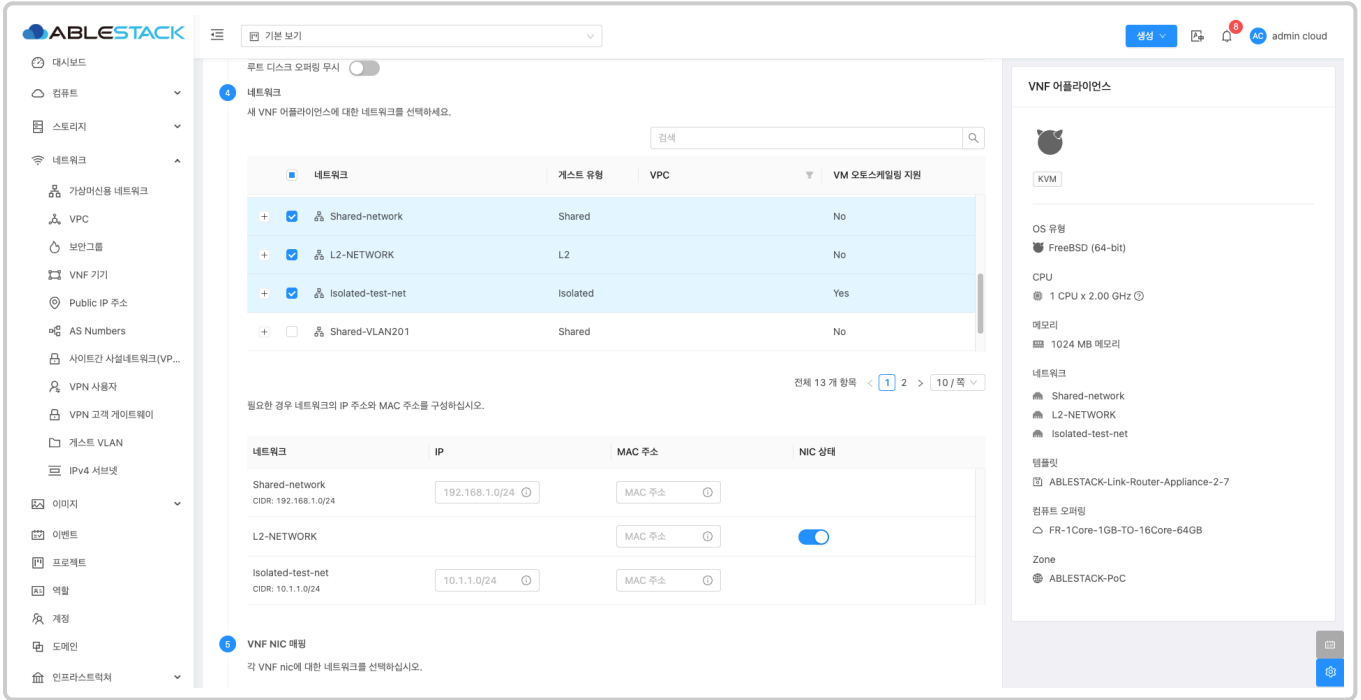 ABLESTACK
기본 보기
생성
8
AC
admin cloud
대시보드
컴퓨트
스토리지
네트워크
가상머신용 네트워크
VPC
보안그룹
VNF 기기
Public IP 주소
AS Numbers
사이트간 사설네트워크(VP...
VPN 사용자
VPN 고객 게이트웨이
게스트 VLAN
IPv4 서브넷
이미지
이벤트
프로젝트
역할
계정
도메인
인프라스트럭쳐
루트 디스크 오퍼링 무시
4 네트워크
새 VNF 어플라이언스에 대한 네트워크를 선택하세요.
검색
네트워크 게스트 유형 VPC VM 오토스케일링 지원
Shared-network Shared No
L2-NETWORK L2 No
Isolated-test-net Isolated Yes
Shared-VLAN201 Shared No
전체 13 개 항목 < 1 2 > 10 / 쪽
필요한 경우 네트워크의 IP 주소와 MAC 주소를 구성하십시오.
네트워크 IP MAC 주소 NIC 상태
Shared-network
CIDR: 192.168.1.0/24
192.168.1.0/24 MAC 주소
L2-NETWORK MAC 주소
Isolated-test-net
CIDR: 10.1.1.0/24
10.1.1.0/24 MAC 주소
5 VNF NIC 매핑
각 VNF nic에 대한 네트워크를 선택하십시오.
VNF 어플라이언스
KVM
OS 유형
FreeBSD (64-bit)
CPU
1 CPU x 2.00 GHz
메모리
1024 MB 메모리
네트워크
Shared-network
L2-NETWORK
Isolated-test-net
템플릿
ABLESTACK-Link-Router-Appliance-2-7
컴퓨트 오퍼링
FR-1Core-1GB-TO-16Core-64GB
Zone
ABLESTACK-PoC